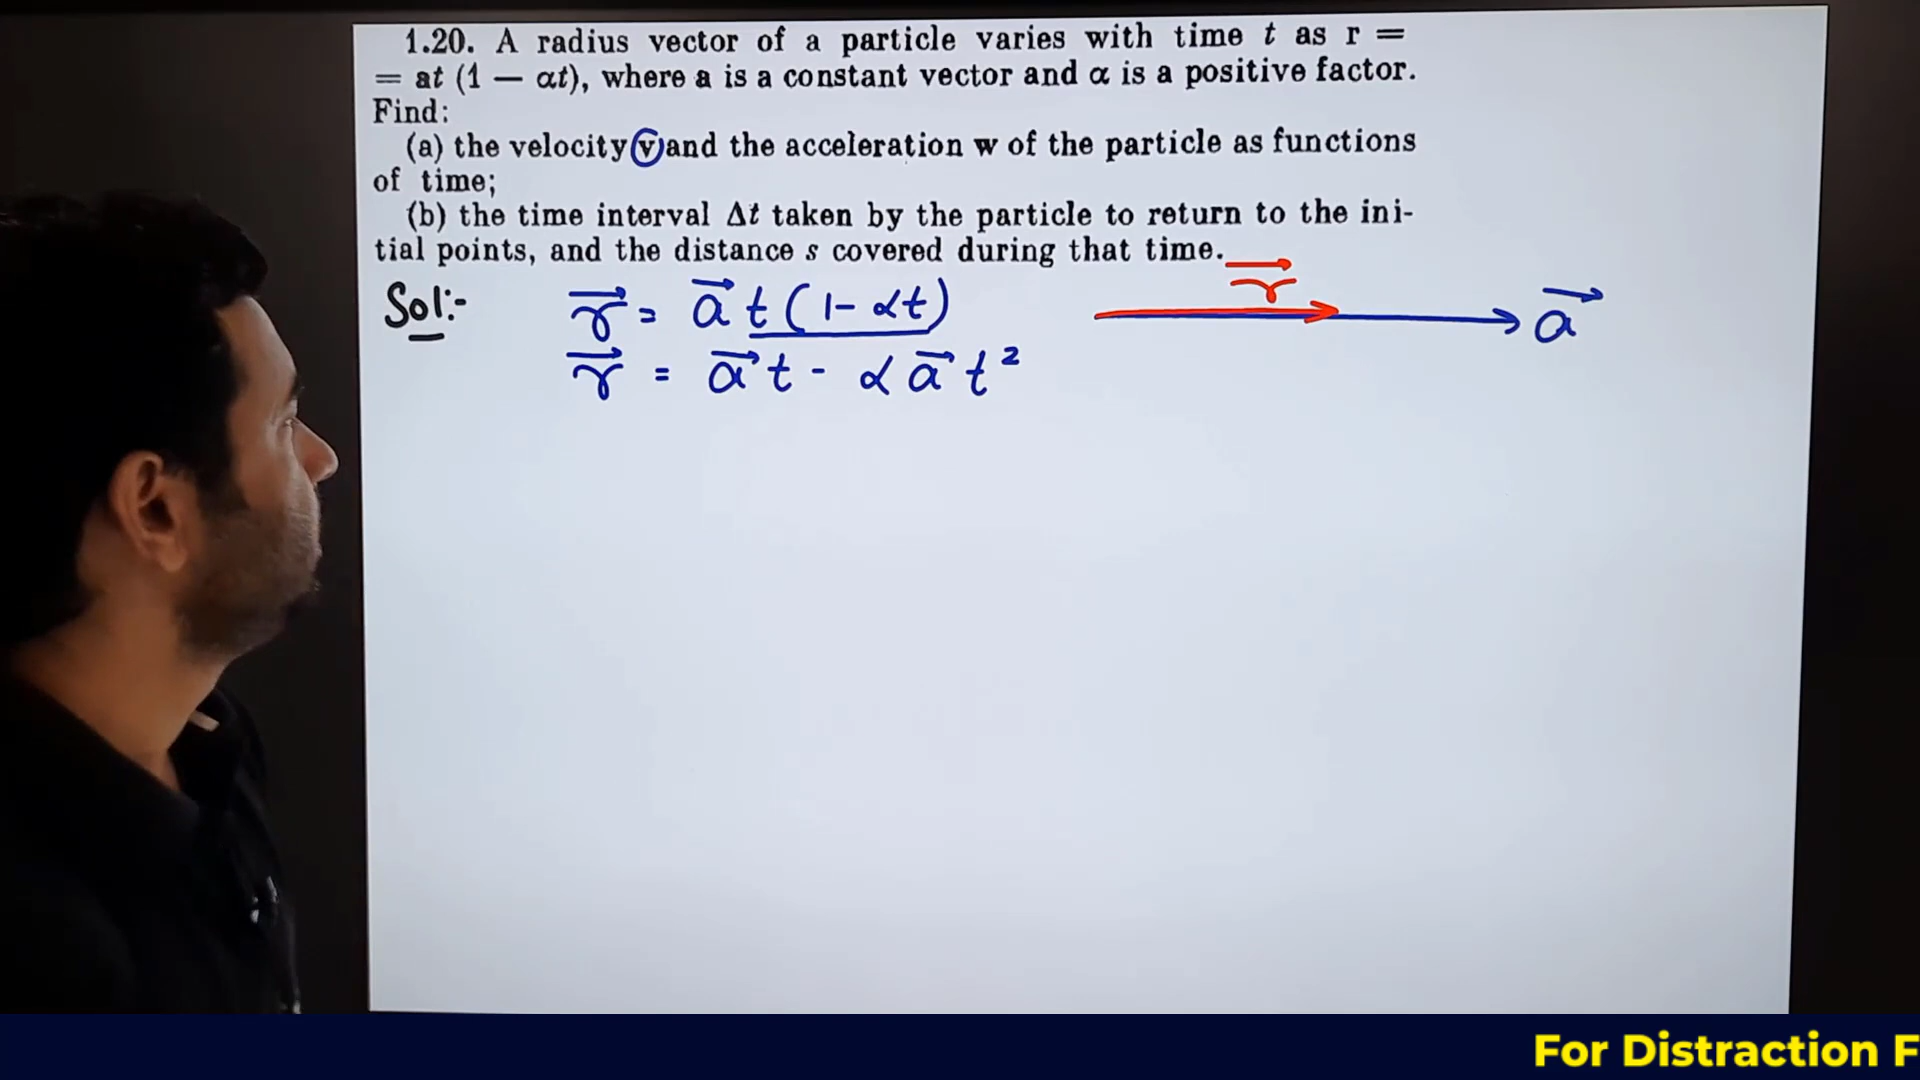 1.20. A radius vector of a particle varies with time t as r =
= at (1 — αt), where a is a constant vector and α is a positive factor.
Find:
(a) the velocity v and the acceleration w of the particle as functions
of time;
(b) the time interval Δt taken by the particle to return to the ini-
tial points, and the distance s covered during that time.
Sol:-
r⃗ = a⃗ t (1 - αt)
r⃗
a⃗
r⃗ = a⃗ t - α a⃗ t²
For Distraction F